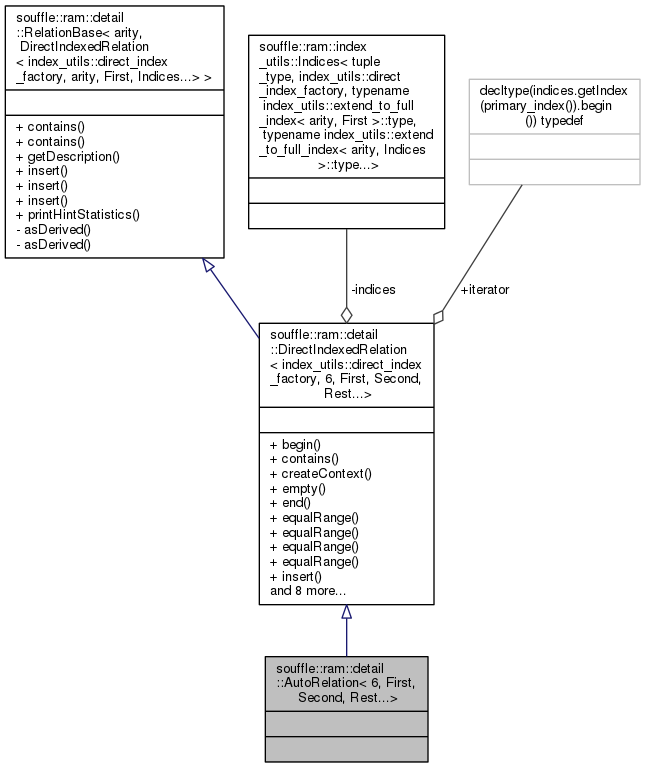 souffle::ram::detail
::RelationBase< arity,
DirectIndexedRelation
< index_utils::direct_index
_factory, arity, First, Indices...> >
+ contains()
+ contains()
+ getDescription()
+ insert()
+ insert()
+ insert()
+ printHintStatistics()
- asDerived()
- asDerived()
souffle::ram::index
_utils::Indices< tuple
_type, index_utils::direct
_index_factory, typename
index_utils::extend_to_full
_index< arity, First >::type,
typename index_utils::extend
_to_full_index< arity, Indices
>::type...>
decltype(indices.getIndex
(primary_index()).begin
()) typedef
-indices
+iterator
souffle::ram::detail
::DirectIndexedRelation
< index_utils::direct_index
_factory, 6, First, Second,
Rest...>
+ begin()
+ contains()
+ createContext()
+ empty()
+ end()
+ equalRange()
+ equalRange()
+ equalRange()
+ equalRange()
+ insert()
and 8 more...
souffle::ram::detail
::AutoRelation< 6, First,
Second, Rest...>